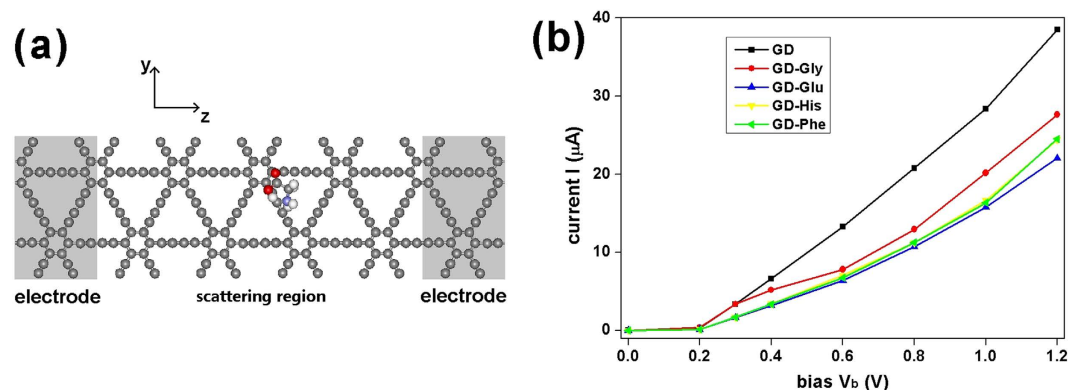 (a)
y
z
electrode
scattering region
electrode
(b)
current I (μA)
40
30
20
10
0
GD
GD-Gly
GD-Glu
GD-His
GD-Phe
0.0 0.2 0.4 0.6 0.8 1.0 1.2
bias Vb (V)